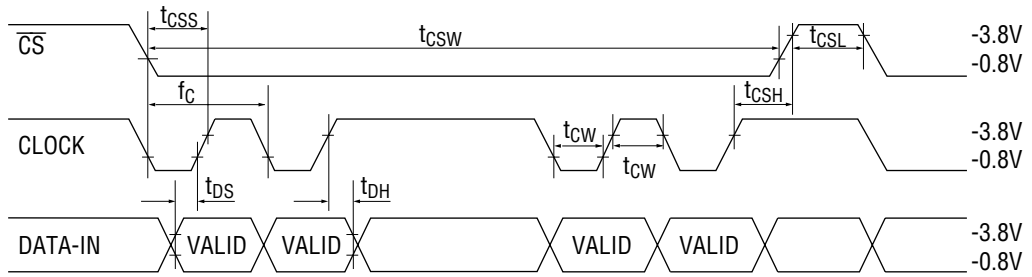 tCSS
CS
tCSW
tCSL
-3.8V
-0.8V
fC
tCSH
CLOCK
tCW
tCW
-3.8V
-0.8V
tDS
tDH
DATA-IN
VALID
VALID
VALID
VALID
-3.8V
-0.8V